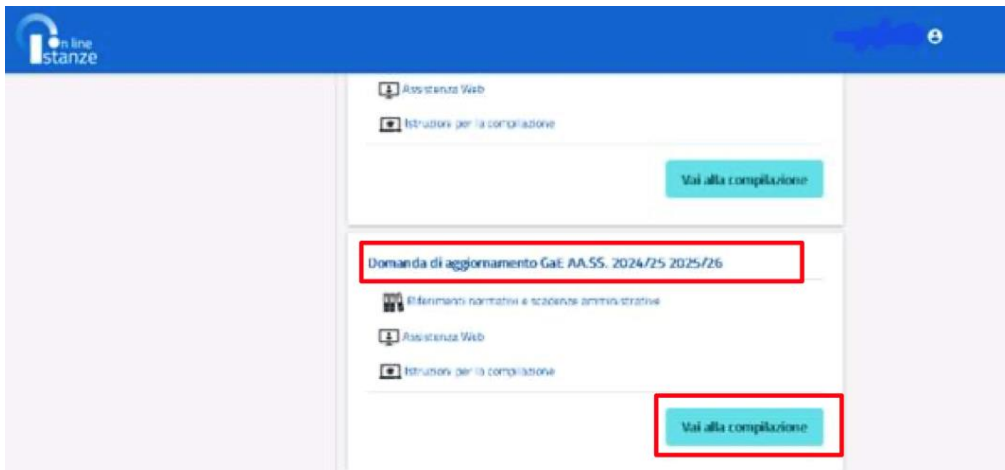 On line
Istanze
Assistenza Web
Istruzioni per la compilazione
Vai alla compilazione
Domanda di aggiornamento GaE AA.SS. 2024/25 2025/26
Riferimenti normativi e scadenze amministrative
Assistenza Web
Istruzioni per la compilazione
Vai alla compilazione